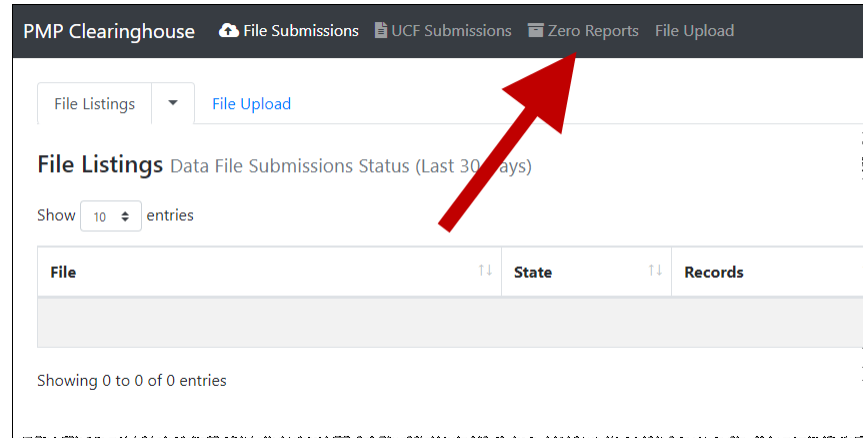 PMP Clearinghouse File Submissions UCF Submissions Zero Reports File Upload
File Listings File Upload
File Listings Data File Submissions Status (Last 30 Days)
Show 10 entries
File State Records
Showing 0 to 0 of 0 entries